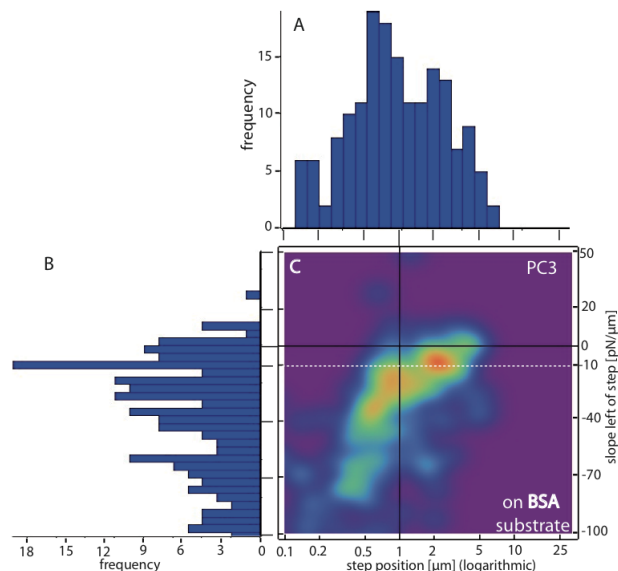 A
frequency
15
10
5
0
B
C
PC3
50
20
0
-10
-40
-70
-100
slope left of step [pN/µm]
on BSA
substrate
18 15 12 9 6 3 0
frequency
0.1 0.2 0.5 1 2 5 10 25
step position [µm] (logarithmic)